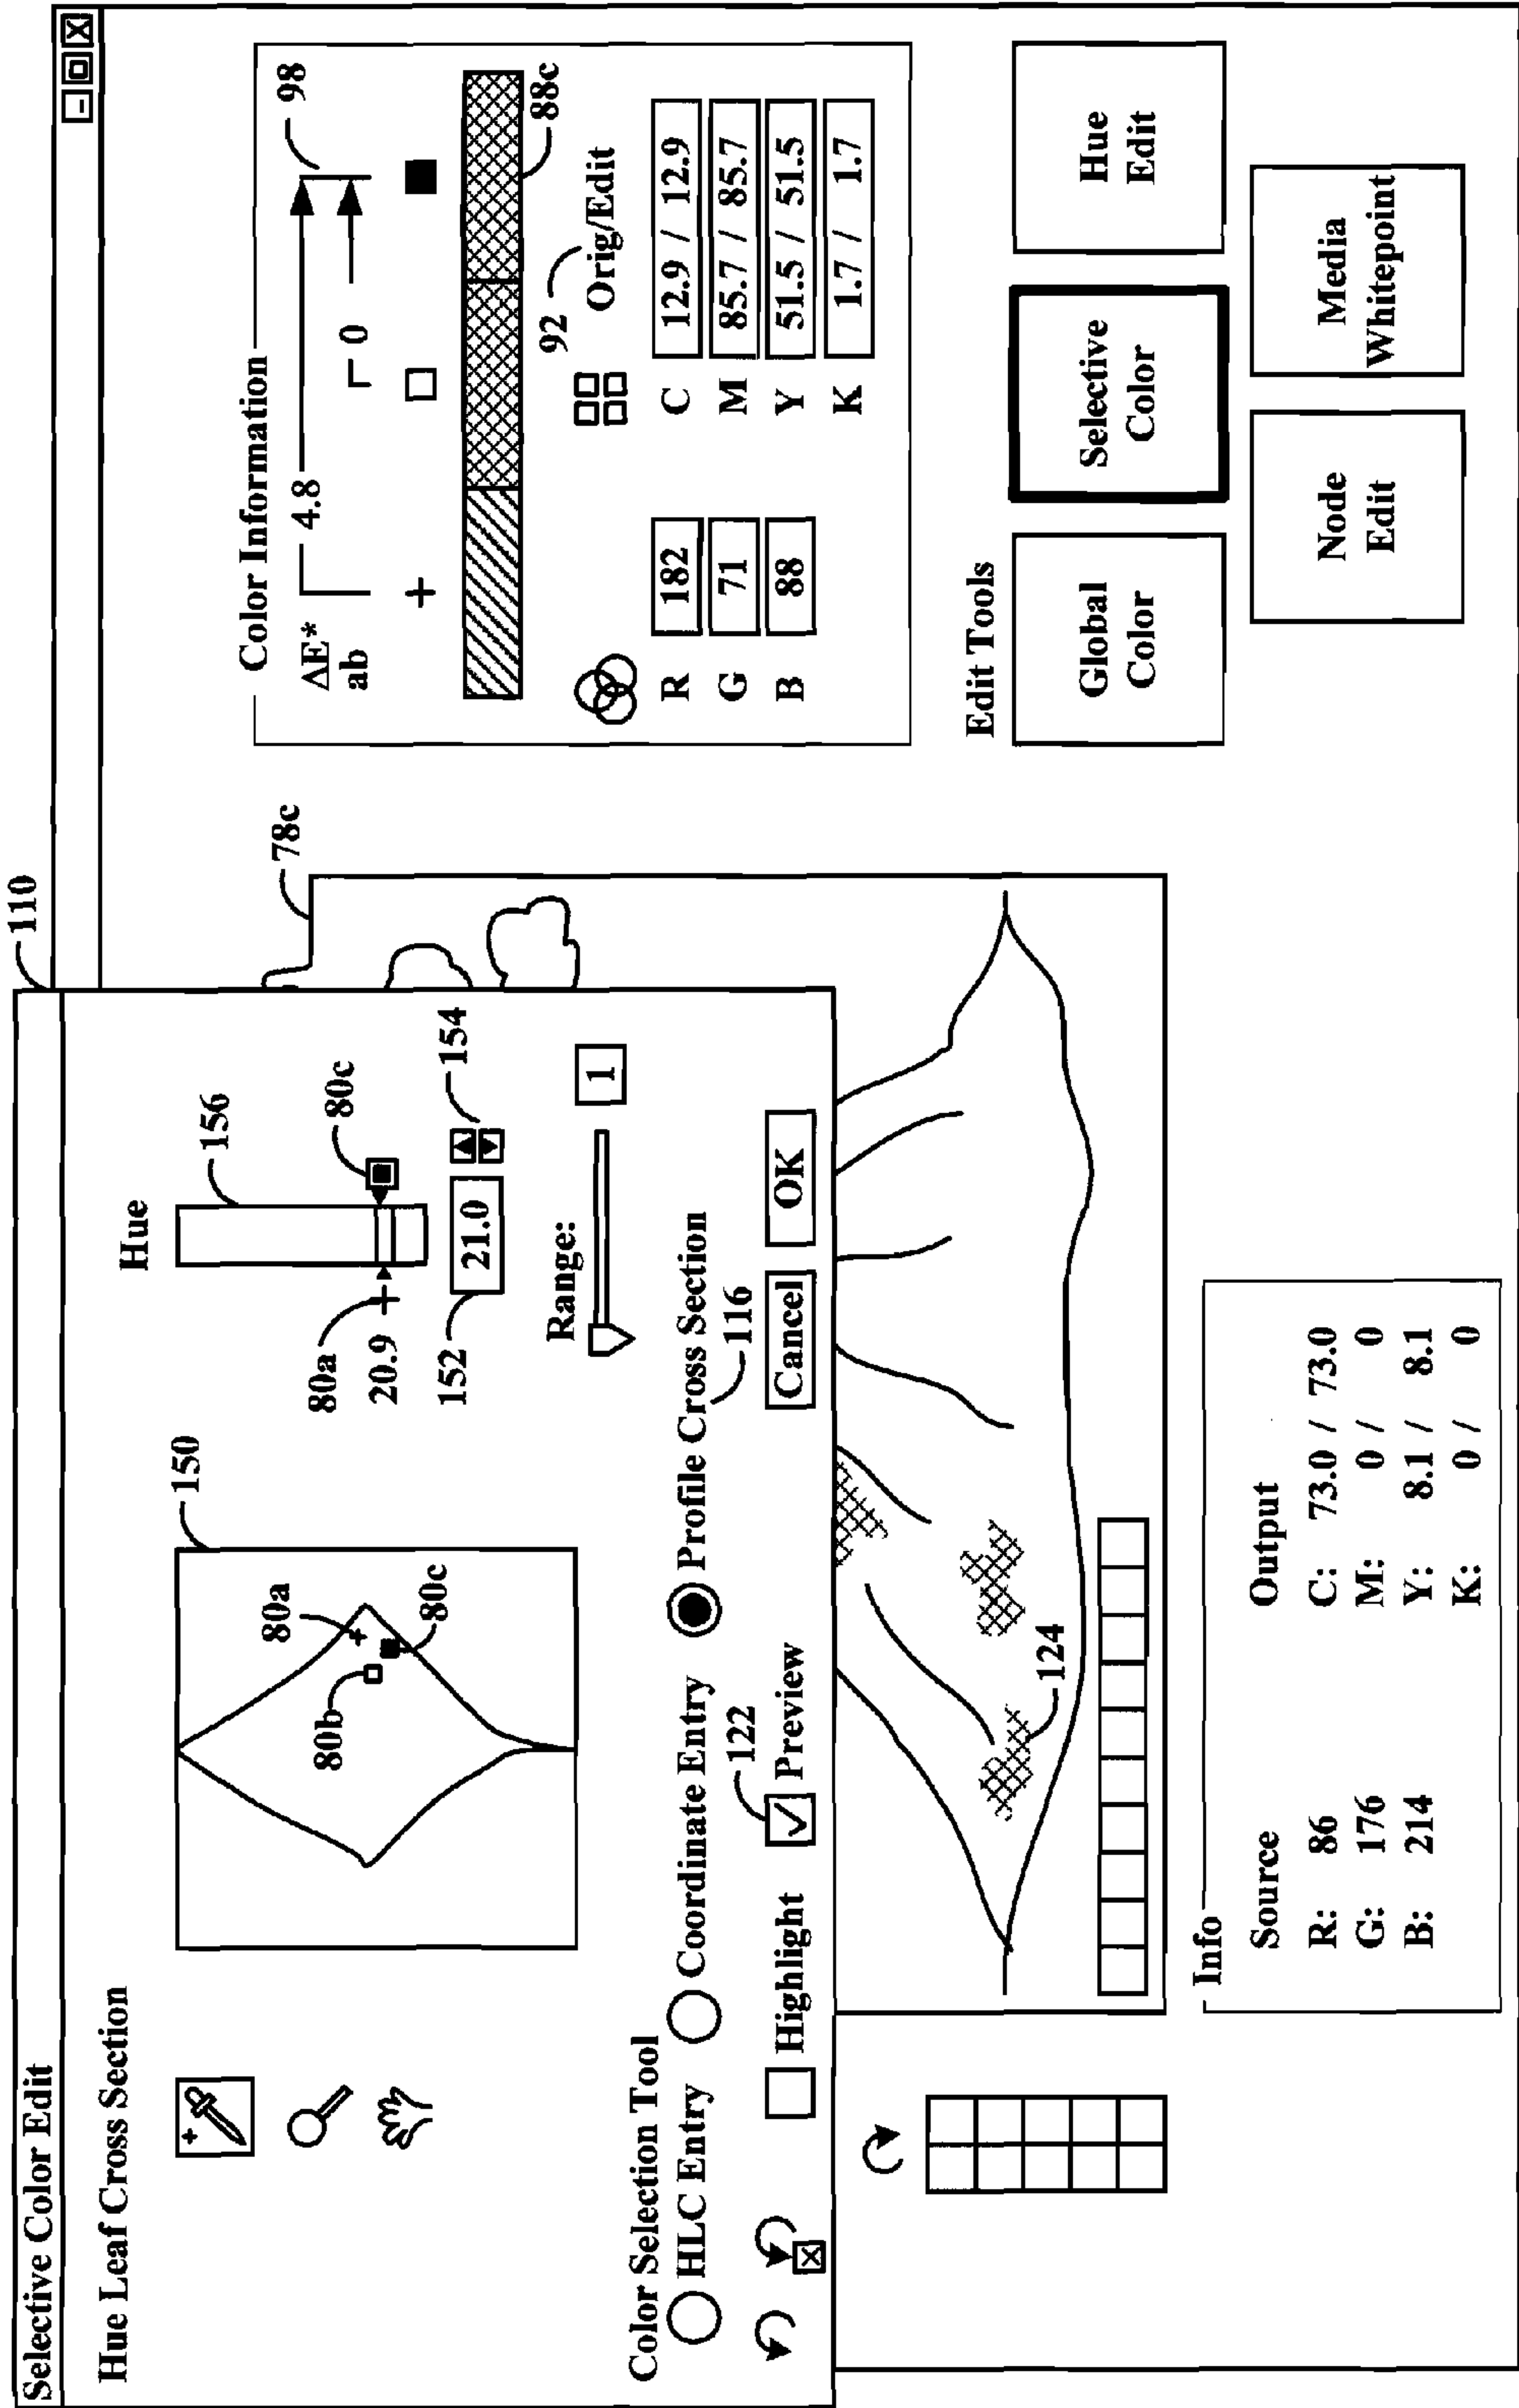 110
Selective Color Edit
Hue Leaf Cross Section
150
80a
80b
80c
Hue
156
80a
20.9
80c
152
21.0
154
Range:
1
Color Selection Tool
HLC Entry
Coordinate Entry
Profile Cross Section
116
122
Highlight
Preview
Cancel
OK
78c
124
Info
Source
R: 86
G: 176
B: 214
Output
C: 73.0 / 73.0
M: 0 / 0
Y: 8.1 / 8.1
K: 0 / 0
Color Information
ΔE*
ab
4.8
0
98
88c
92
Orig/Edit
R 182
G 71
B 88
C 12.9 / 12.9
M 85.7 / 85.7
Y 51.5 / 51.5
K 1.7 / 1.7
Edit Tools
Global
Color
Selective
Color
Hue
Edit
Node
Edit
Media
Whitepoint